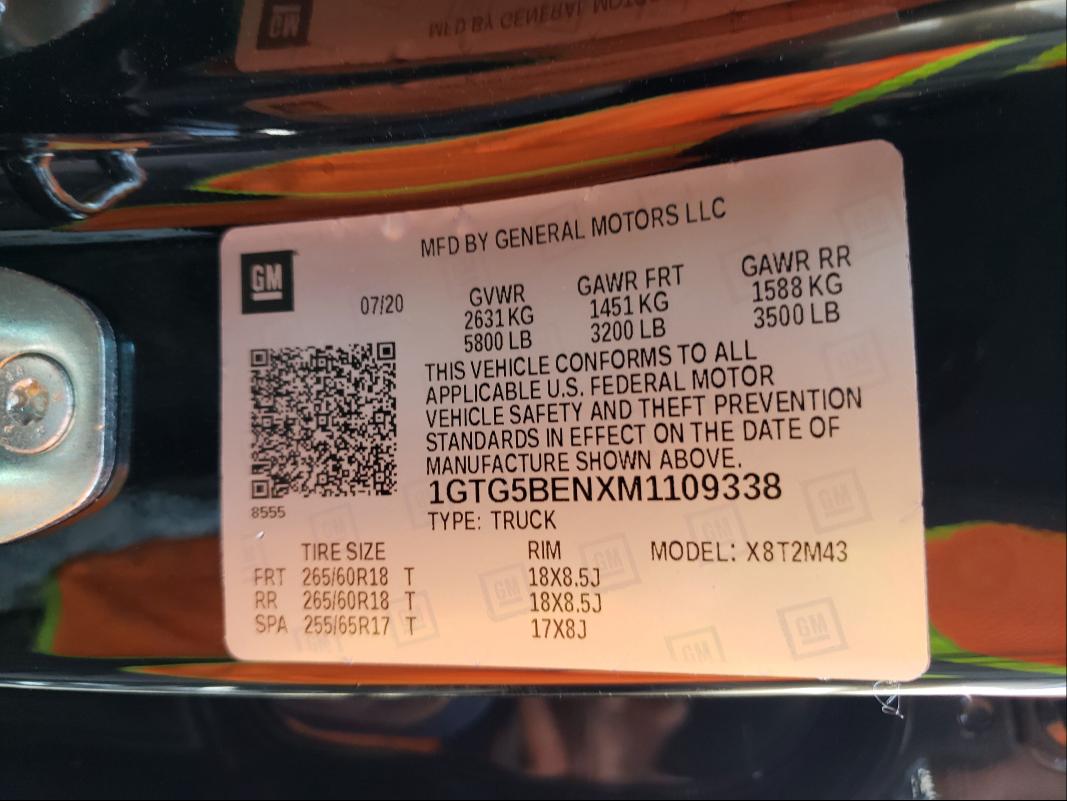 MFD BY GENERAL MOTORS LLC
GM
07/20
GVWR GAWR FRT GAWR RR
2631 KG 1451 KG 1588 KG
5800 LB 3200 LB 3500 LB
THIS VEHICLE CONFORMS TO ALL
APPLICABLE U.S. FEDERAL MOTOR
VEHICLE SAFETY AND THEFT PREVENTION
STANDARDS IN EFFECT ON THE DATE OF
MANUFACTURE SHOWN ABOVE.
1GTG5BENXM1109338
8555
TYPE: TRUCK
TIRE SIZE RIM MODEL: X8T2M43
FRT 265/60R18 T 18X8.5J
RR 265/60R18 T 18X8.5J
SPA 255/65R17 T 17X8J